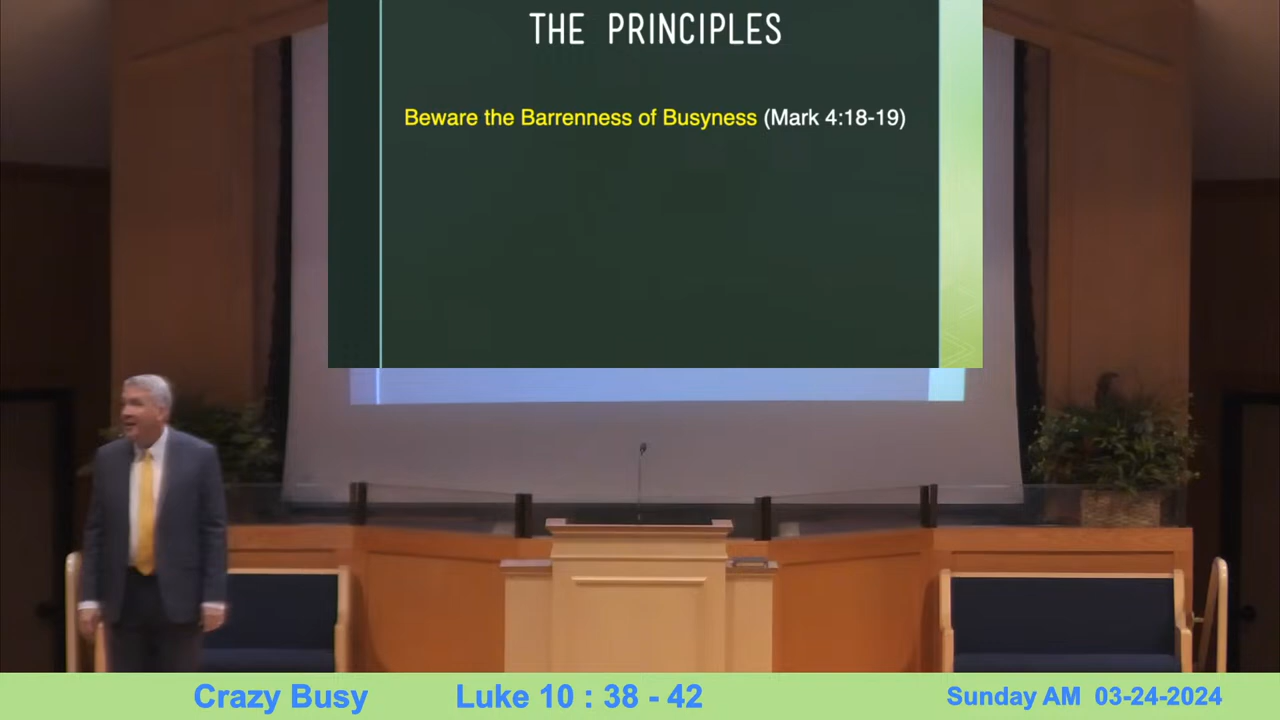 THE PRINCIPLES
Beware the Barrenness of Busyness (Mark 4:18-19)
Crazy Busy Luke 10 : 38 - 42 Sunday AM 03-24-2024